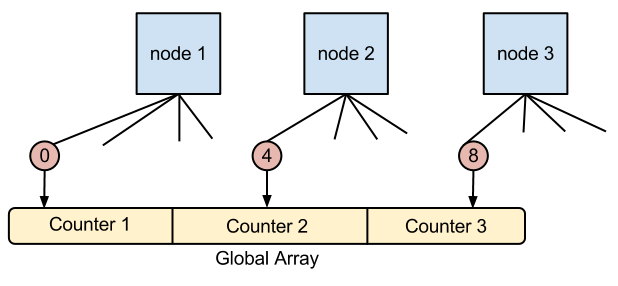 node 1
node 2
node 3
0
4
8
Counter 1
Counter 2
Counter 3
Global Array